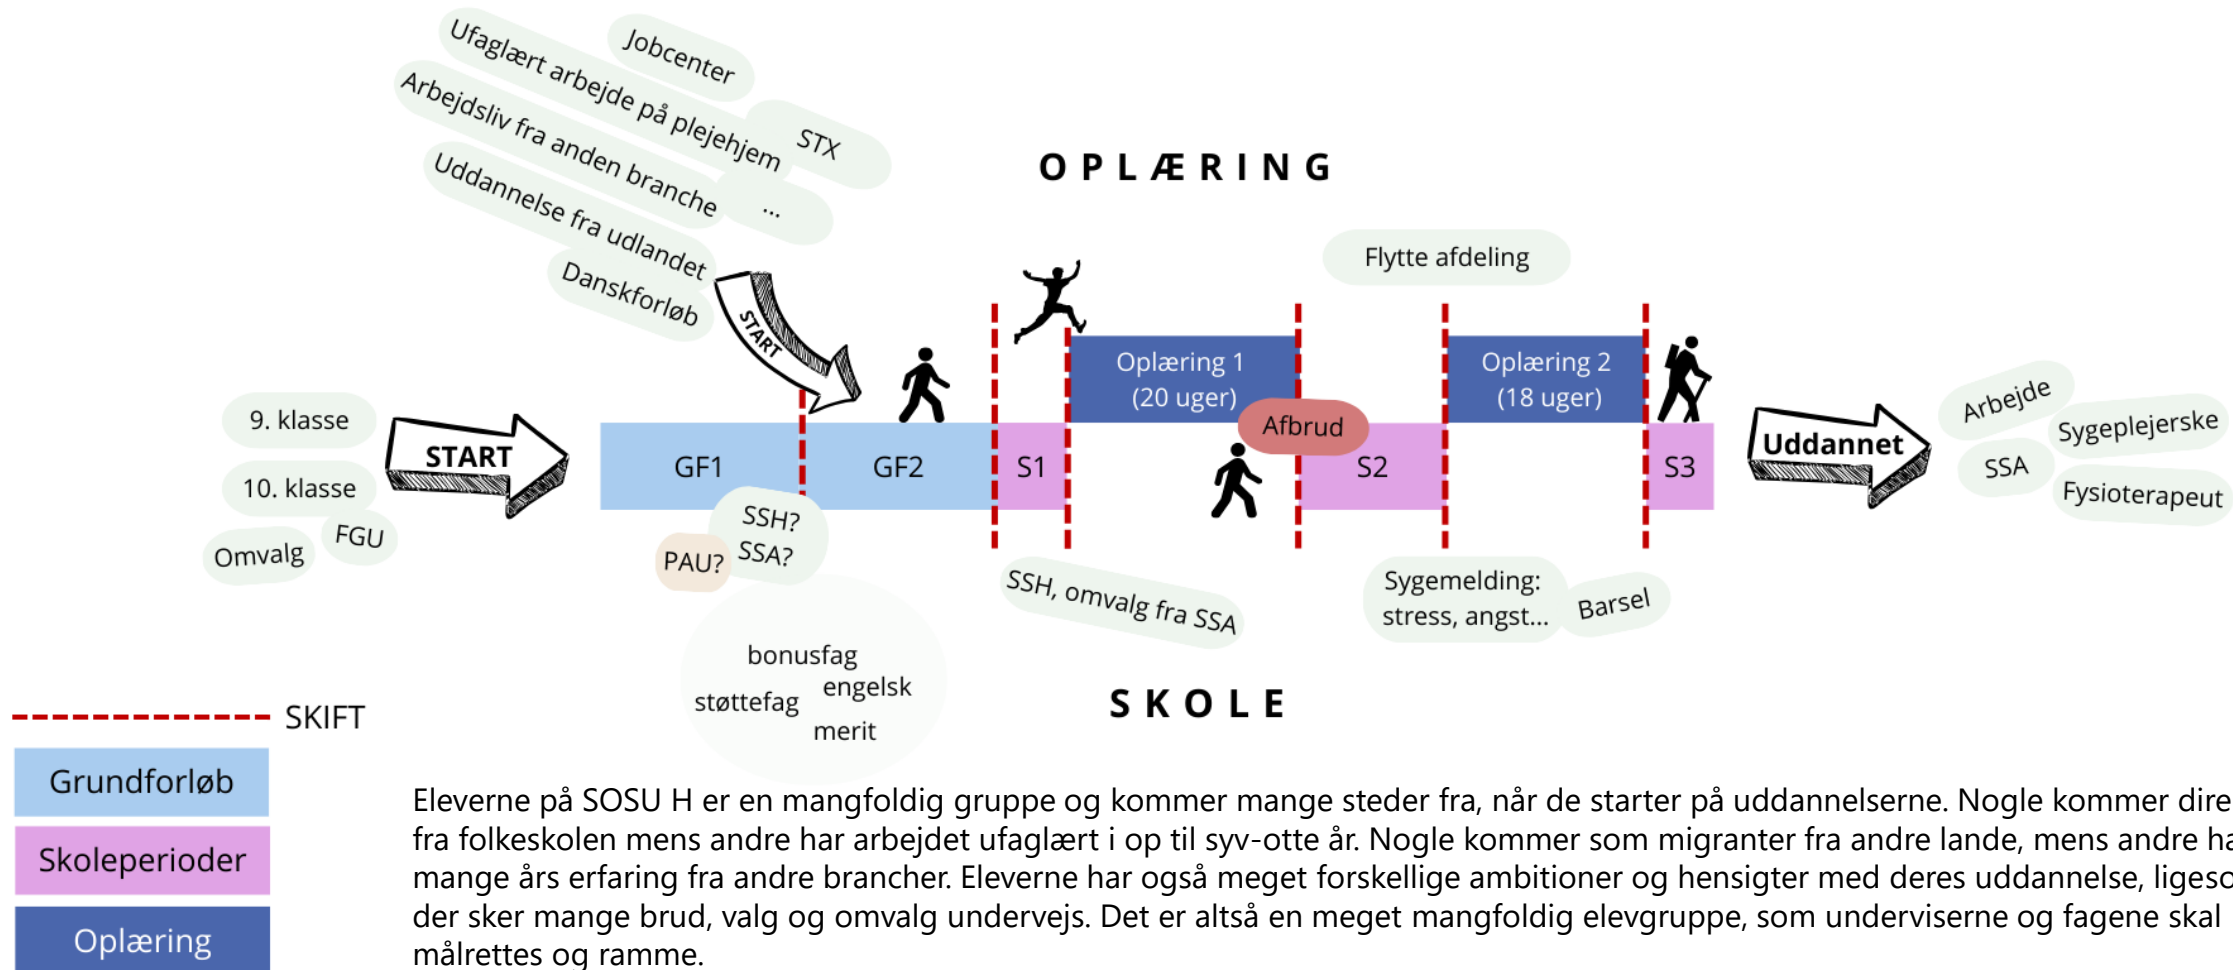 Jobcenter
Ufaglært arbejde på plejehjem
STX
Arbejdsliv fra anden branche
...
Uddannelse fra udlandet
Danskforløb
START
OPLÆRING
Flytte afdeling
Oplæring 1
(20 uger)
Oplæring 2
(18 uger)
9. klasse
10. klasse
Omvalg
FGU
START
GF1
GF2
S1
Afbrud
S2
S3
Uddannet
Arbejde
Sygeplejerske
SSA
Fysioterapeut
SSH?
SSA?
PAU?
SSH, omvalg fra SSA
Sygemelding:
stress, angst...
Barsel
bonusfag
engelsk
støttefag
merit
SKOLE
SKIFT
Grundforløb
Skoleperioder
Oplæring
Eleverne på SOSU H er en mangfoldig gruppe og kommer mange steder fra, når de starter på uddannelserne. Nogle kommer dire
fra folkeskolen mens andre har arbejdet ufaglært i op til syv-otte år. Nogle kommer som migranter fra andre lande, mens andre ha
mange års erfaring fra andre brancher. Eleverne har også meget forskellige ambitioner og hensigter med deres uddannelse, ligeso
der sker mange brud, valg og omvalg undervejs. Det er altså en meget mangfoldig elevgruppe, som underviserne og fagene skal
målrettes og ramme.